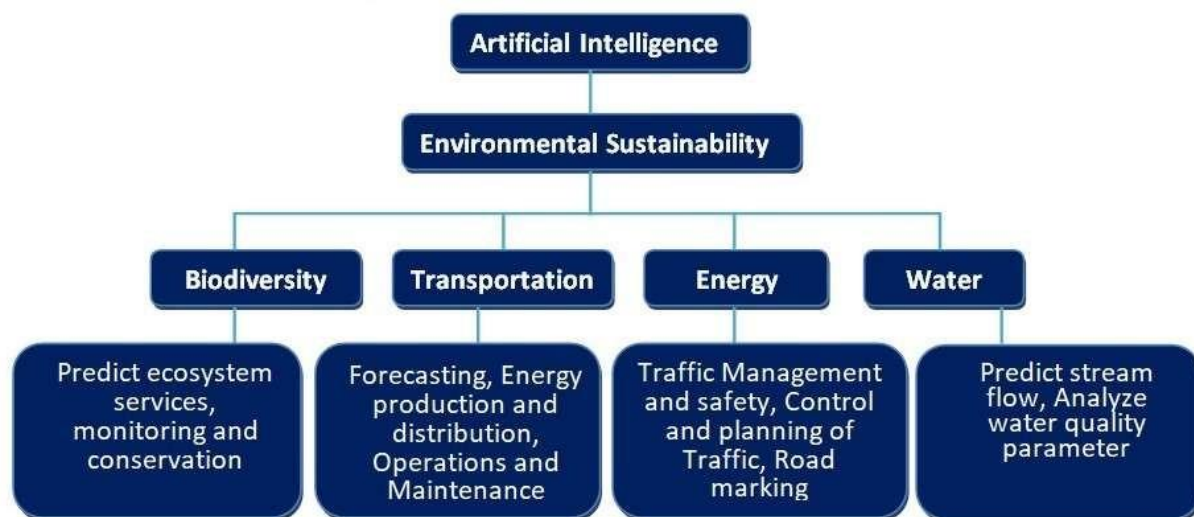 Artificial Intelligence
Environmental Sustainability
Biodiversity
Transportation
Energy
Water
Predict ecosystem
services,
monitoring and
conservation
Forecasting, Energy
production and
distribution,
Operations and
Maintenance
Traffic Management
and safety, Control
and planning of
Traffic, Road
marking
Predict stream
flow, Analyze
water quality
parameter